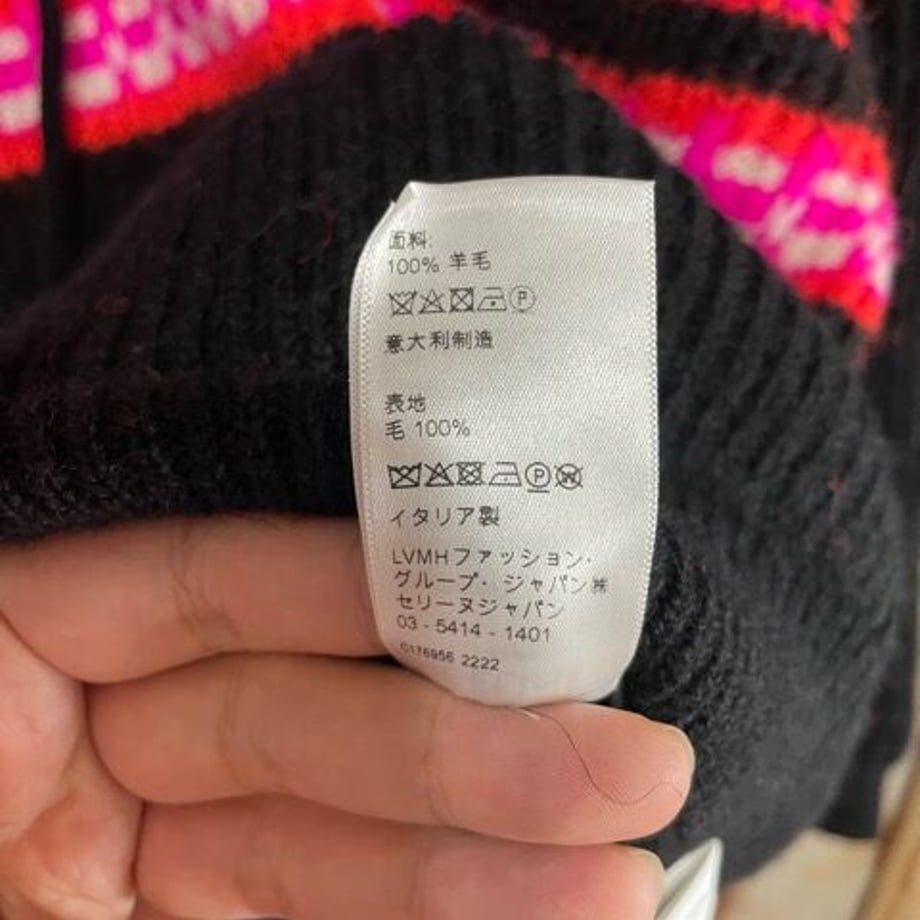 面料:
100% 羊毛
意大利制造
表地
毛 100%
イタリア製
LVMHファッション・
グループ・ジャパン㈱
セリーヌジャパン
03 - 5414 - 1401
C176956 2222